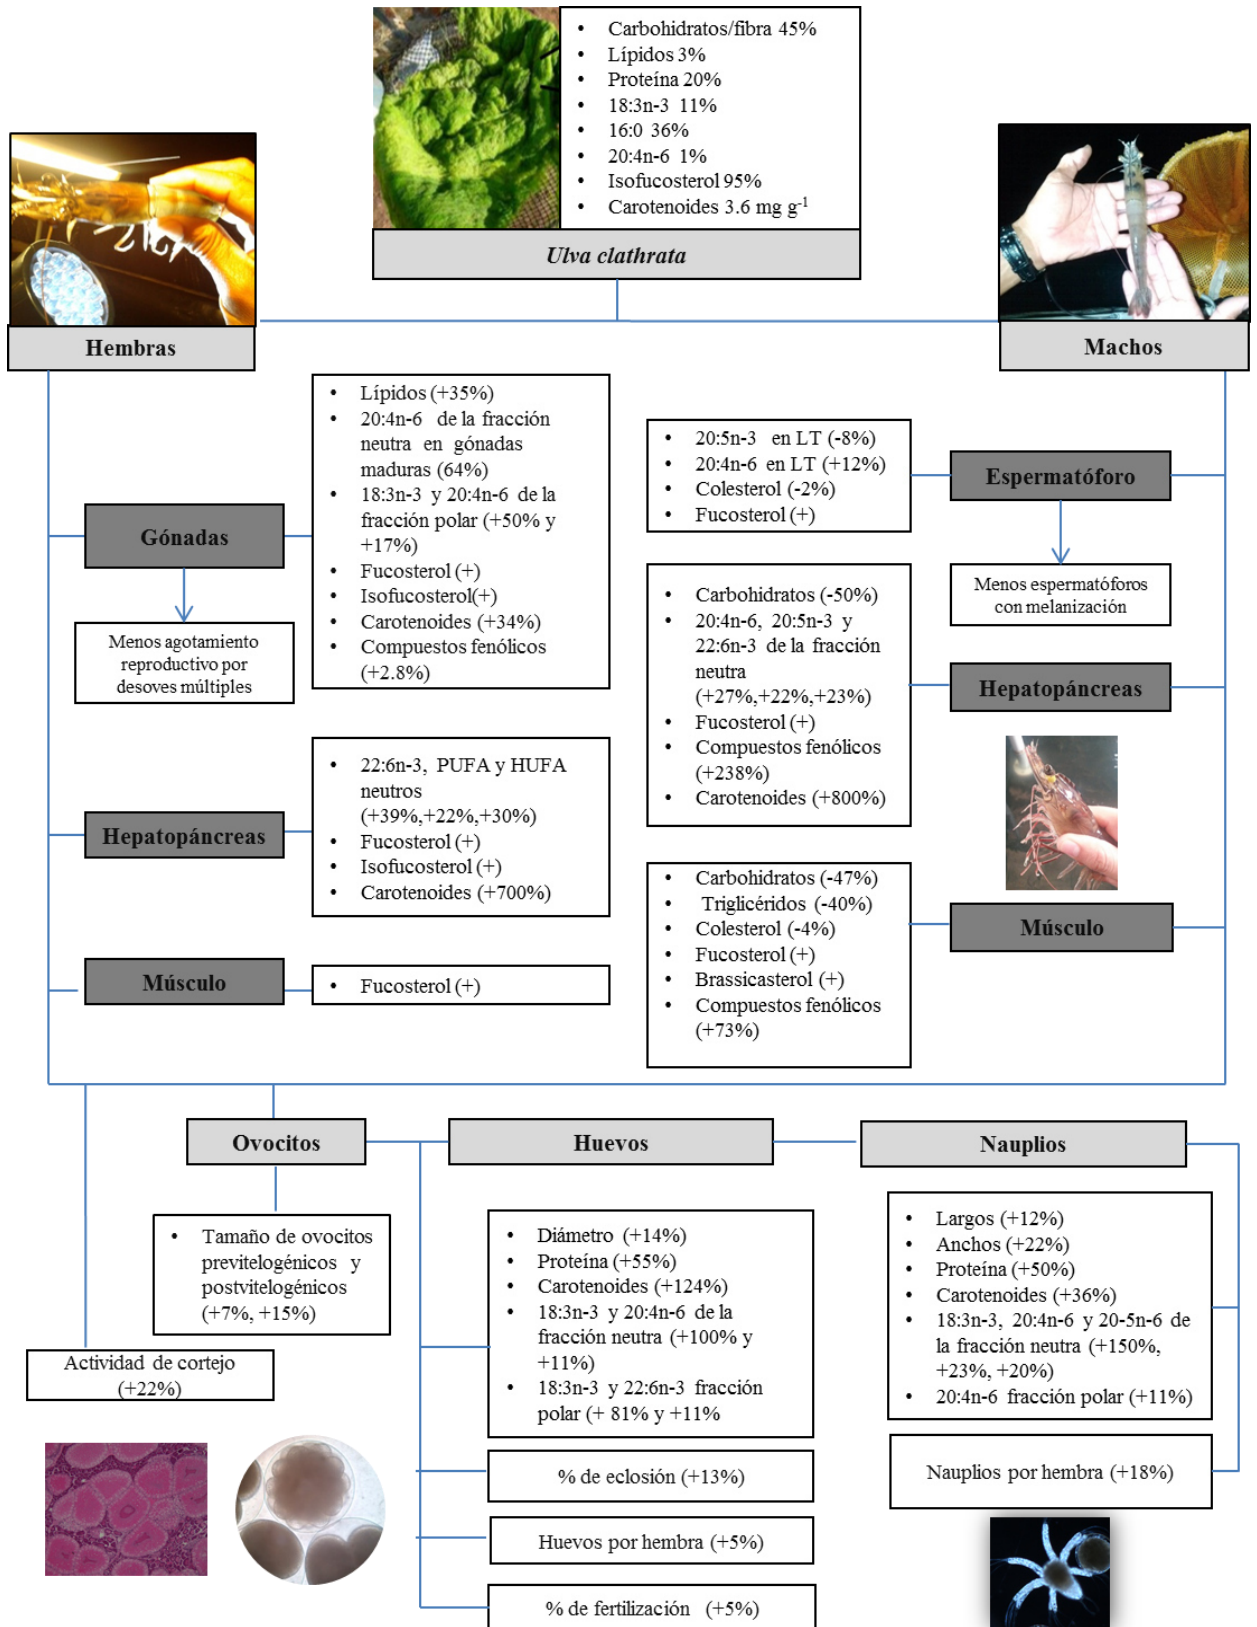 • Carbohidratos/fibra 45%
• Lípidos 3%
• Proteína 20%
• 18:3n-3 11%
• 16:0 36%
• 20:4n-6 1%
• Isofucosterol 95%
• Carotenoides 3.6 mg g-1
Ulva clathrata
Hembras
Machos
• Lípidos (+35%)
• 20:4n-6 de la fracción
neutra en gónadas
maduras (64%)
• 18:3n-3 y 20:4n-6 de la
fracción polar (+50% y
+17%)
• Fucosterol (+)
• Isofucosterol(+)
• Carotenoides (+34%)
• Compuestos fenólicos
(+2.8%)
Gónadas
Menos agotamiento
reproductivo por
desoves múltiples
• 20:5n-3 en LT (-8%)
• 20:4n-6 en LT (+12%)
• Colesterol (-2%)
• Fucosterol (+)
Espermatóforo
Menos espermatóforos
con melanización
• Carbohidratos (-50%)
• 20:4n-6, 20:5n-3 y
22:6n-3 de la fracción
neutra
(+27%,+22%,+23%)
• Fucosterol (+)
• Compuestos fenólicos
(+238%)
• Carotenoides (+800%)
Hepatopáncreas
• 22:6n-3, PUFA y HUFA
neutros
(+39%,+22%,+30%)
• Fucosterol (+)
• Isofucosterol (+)
• Carotenoides (+700%)
Hepatopáncreas
• Carbohidratos (-47%)
• Triglicéridos (-40%)
• Colesterol (-4%)
• Fucosterol (+)
• Brassicasterol (+)
• Compuestos fenólicos
(+73%)
Músculo
Músculo
• Fucosterol (+)
Ovocitos
Huevos
Nauplios
• Tamaño de ovocitos
previtelogénicos y
postvitelogénicos
(+7%, +15%)
Actividad de cortejo
(+22%)
• Diámetro (+14%)
• Proteína (+55%)
• Carotenoides (+124%)
• 18:3n-3 y 20:4n-6 de la
fracción neutra (+100% y
+11%)
• 18:3n-3 y 22:6n-3 fracción
polar (+ 81% y +11%
% de eclosión (+13%)
Huevos por hembra (+5%)
% de fertilización (+5%)
• Largos (+12%)
• Anchos (+22%)
• Proteína (+50%)
• Carotenoides (+36%)
• 18:3n-3, 20:4n-6 y 20-5n-6 de
la fracción neutra (+150%,
+23%, +20%)
• 20:4n-6 fracción polar (+11%)
Nauplios por hembra (+18%)